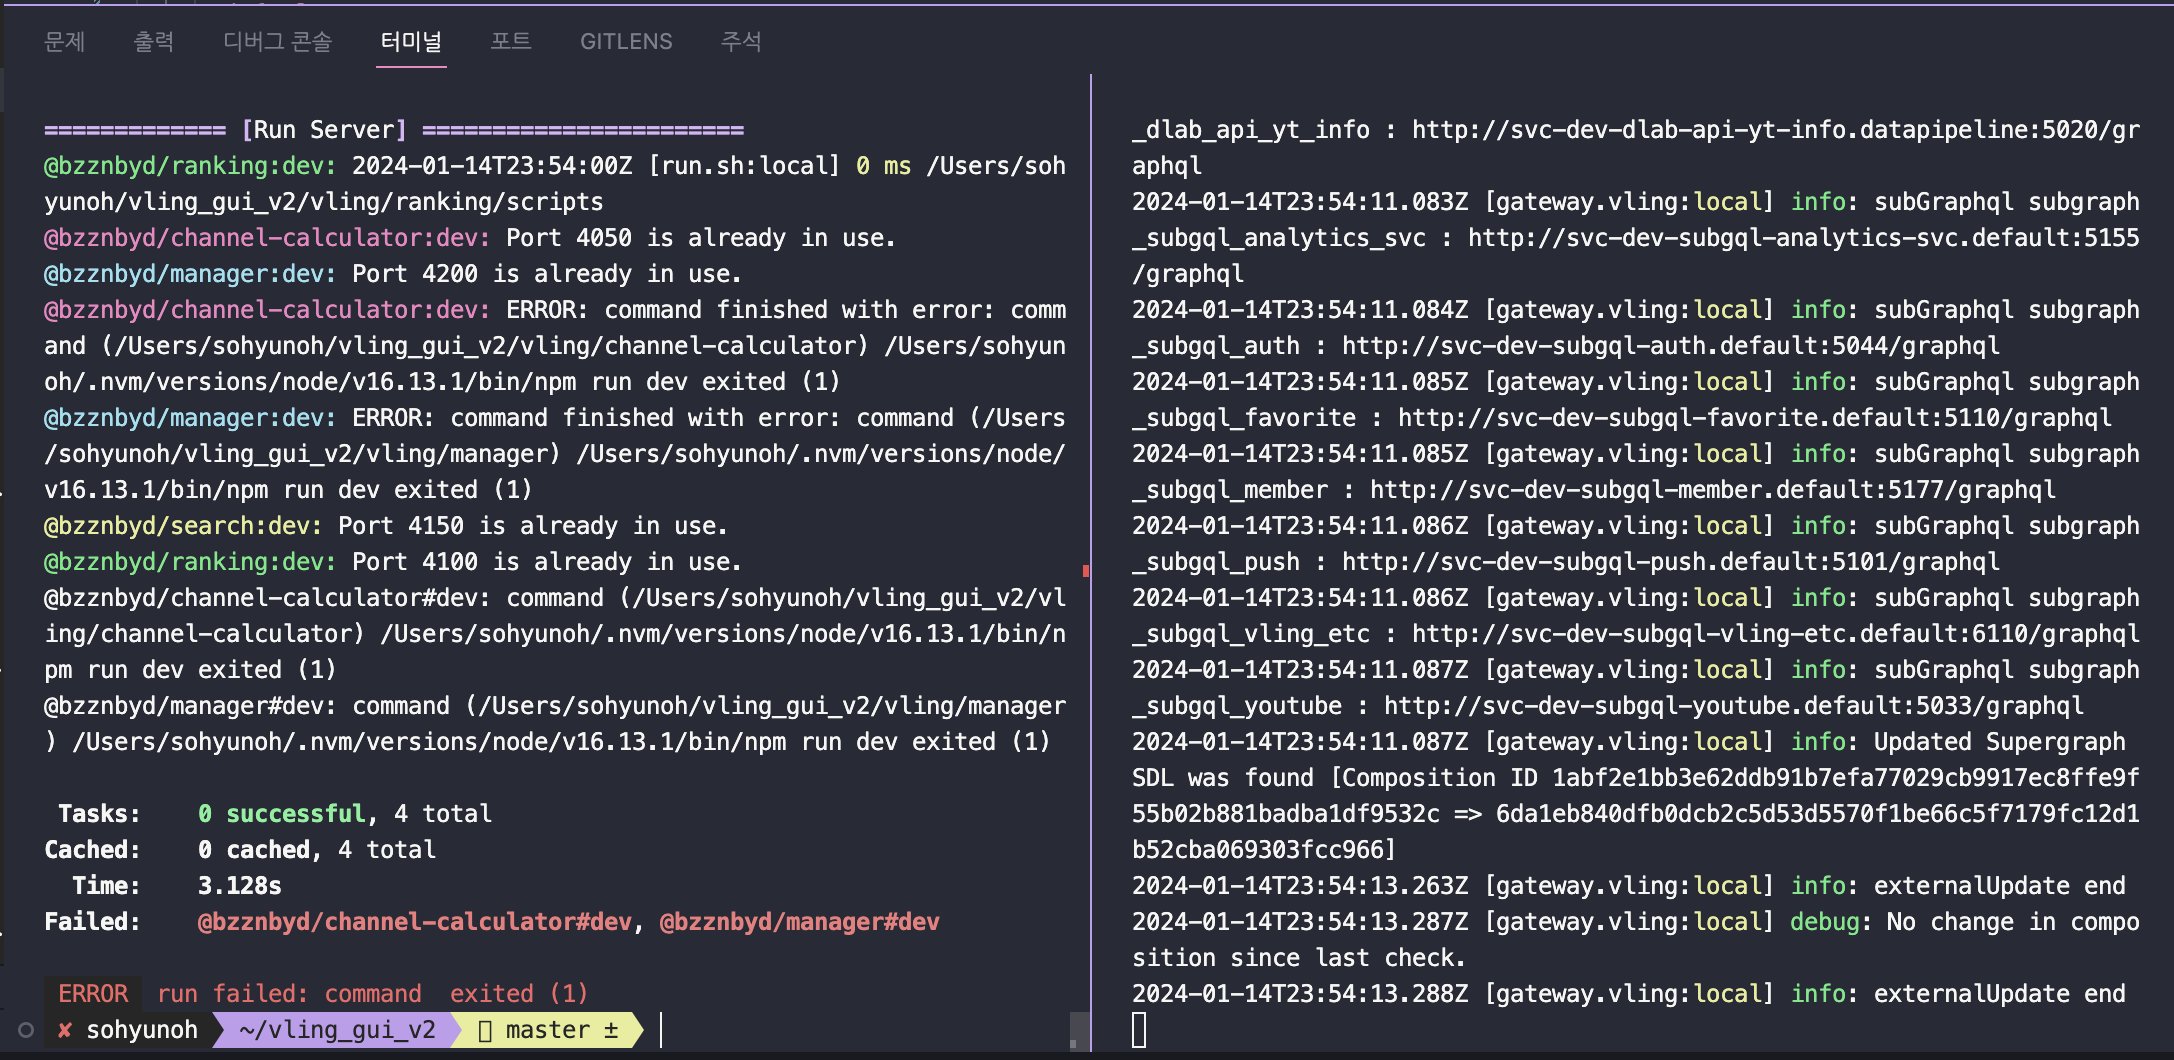 문제 출력 디버그 콘솔 터미널 포트 GITLENS 주석
============= [Run Server] =======================
@bzznbyd/ranking:dev: 2024-01-14T23:54:00Z [run.sh:local] 0 ms /Users/soh
yunoh/vling_gui_v2/vling/ranking/scripts
@bzznbyd/channel-calculator:dev: Port 4050 is already in use.
@bzznbyd/manager:dev: Port 4200 is already in use.
@bzznbyd/channel-calculator:dev: ERROR: command finished with error: comm
and (/Users/sohyunoh/vling_gui_v2/vling/channel-calculator) /Users/sohyun
oh/.nvm/versions/node/v16.13.1/bin/npm run dev exited (1)
@bzznbyd/manager:dev: ERROR: command finished with error: command (/Users
/sohyunoh/vling_gui_v2/vling/manager) /Users/sohyunoh/.nvm/versions/node/
v16.13.1/bin/npm run dev exited (1)
@bzznbyd/search:dev: Port 4150 is already in use.
@bzznbyd/ranking:dev: Port 4100 is already in use.
@bzznbyd/channel-calculator#dev: command (/Users/sohyunoh/vling_gui_v2/vl
ing/channel-calculator) /Users/sohyunoh/.nvm/versions/node/v16.13.1/bin/n
pm run dev exited (1)
@bzznbyd/manager#dev: command (/Users/sohyunoh/vling_gui_v2/vling/manager
) /Users/sohyunoh/.nvm/versions/node/v16.13.1/bin/npm run dev exited (1)
Tasks: 0 successful, 4 total
Cached: 0 cached, 4 total
Time: 3.128s
Failed: @bzznbyd/channel-calculator#dev, @bzznbyd/manager#dev
ERROR run failed: command exited (1)
✘ sohyunoh ~/vling_gui_v2 master ±
_dlab_api_yt_info : http://svc-dev-dlab-api-yt-info.datapipeline:5020/gr
aphql
2024-01-14T23:54:11.083Z [gateway.vling:local] info: subGraphql subgraph
_subgql_analytics_svc : http://svc-dev-subgql-analytics-svc.default:5155
/graphql
2024-01-14T23:54:11.084Z [gateway.vling:local] info: subGraphql subgraph
_subgql_auth : http://svc-dev-subgql-auth.default:5044/graphql
2024-01-14T23:54:11.085Z [gateway.vling:local] info: subGraphql subgraph
_subgql_favorite : http://svc-dev-subgql-favorite.default:5110/graphql
2024-01-14T23:54:11.085Z [gateway.vling:local] info: subGraphql subgraph
_subgql_member : http://svc-dev-subgql-member.default:5177/graphql
2024-01-14T23:54:11.086Z [gateway.vling:local] info: subGraphql subgraph
_subgql_push : http://svc-dev-subgql-push.default:5101/graphql
2024-01-14T23:54:11.086Z [gateway.vling:local] info: subGraphql subgraph
_subgql_vling_etc : http://svc-dev-subgql-vling-etc.default:6110/graphql
2024-01-14T23:54:11.087Z [gateway.vling:local] info: subGraphql subgraph
_subgql_youtube : http://svc-dev-subgql-youtube.default:5033/graphql
2024-01-14T23:54:11.087Z [gateway.vling:local] info: Updated Supergraph
SDL was found [Composition ID 1abf2e1bb3e62ddb91b7efa77029cb9917ec8ffe9f
55b02b881badba1df9532c => 6da1eb840dfb0dcb2c5d53d5570f1be66c5f7179fc12d1
b52cba069303fcc966]
2024-01-14T23:54:13.263Z [gateway.vling:local] info: externalUpdate end
2024-01-14T23:54:13.287Z [gateway.vling:local] debug: No change in compo
sition since last check.
2024-01-14T23:54:13.288Z [gateway.vling:local] info: externalUpdate end